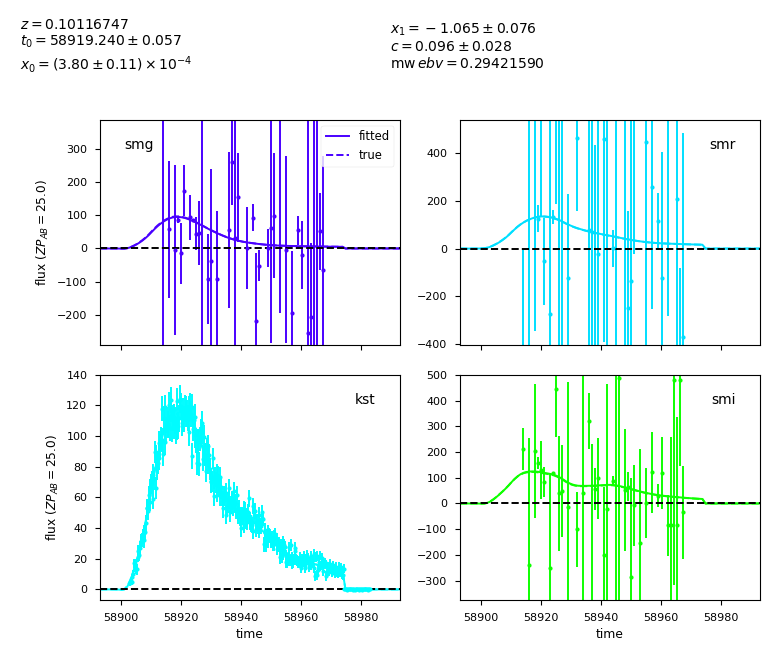 z = 0.10116747
t0 = 58919.240 ± 0.057
x0 = (3.80 ± 0.11) × 10^−4
x1 = −1.065 ± 0.076
c = 0.096 ± 0.028
mw ebv = 0.29421590
smg
fitted
true
300
200
100
0
−100
−200
flux (ZP_AB = 25.0)
smr
400
200
0
−200
−400
kst
140
120
100
80
60
40
20
0
flux (ZP_AB = 25.0)
58900 58920 58940 58960 58980
time
smi
500
400
300
200
100
0
−100
−200
−300
58900 58920 58940 58960 58980
time